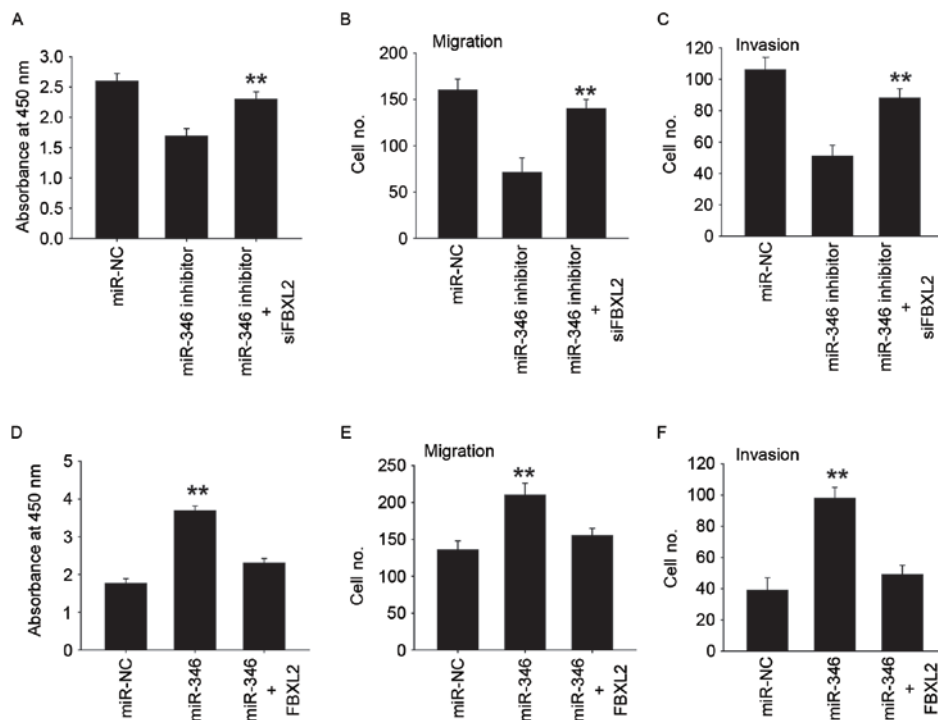 A
Absorbance at 450 nm
3.0
2.5
2.0
1.5
1.0
0.5
0.0
**
miR-NC
miR-346 inhibitor
miR-346 inhibitor
+
siFBXL2
B
Migration
Cell no.
200
150
100
50
0
**
miR-NC
miR-346 inhibitor
miR-346 inhibitor
+
siFBXL2
C
Invasion
Cell no.
120
100
80
60
40
20
0
**
miR-NC
miR-346 inhibitor
miR-346 inhibitor
+
siFBXL2
D
Absorbance at 450 nm
5
4
3
2
1
0
**
miR-NC
miR-346
miR-346
+
FBXL2
E
Migration
Cell no.
250
200
150
100
50
0
**
miR-NC
miR-346
miR-346
+
FBXL2
F
Invasion
Cell no.
120
100
80
60
40
20
0
**
miR-NC
miR-346
miR-346
+
FBXL2